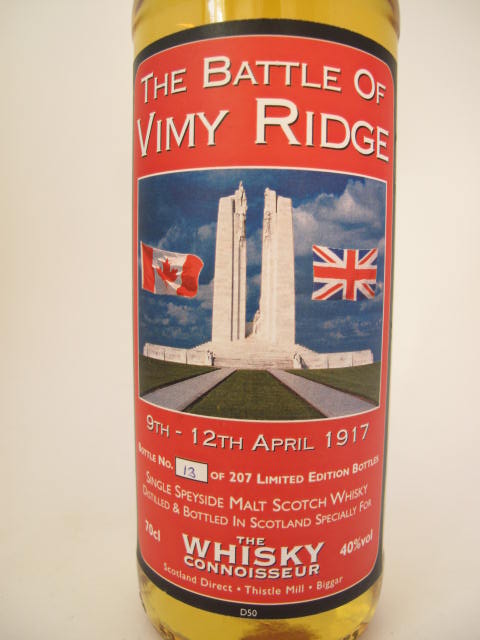 THE BATTLE OF
VIMY RIDGE
9TH - 12TH APRIL 1917
BOTTLE NO. 13 OF 207 LIMITED EDITION BOTTLES
SINGLE SPEYSIDE MALT SCOTCH WHISKY
DISTILLED & BOTTLED IN SCOTLAND SPECIALLY FOR
70cl
THE
WHISKY
CONNOISSEUR
40%vol
Scotland Direct • Thistle Mill • Biggar
D50